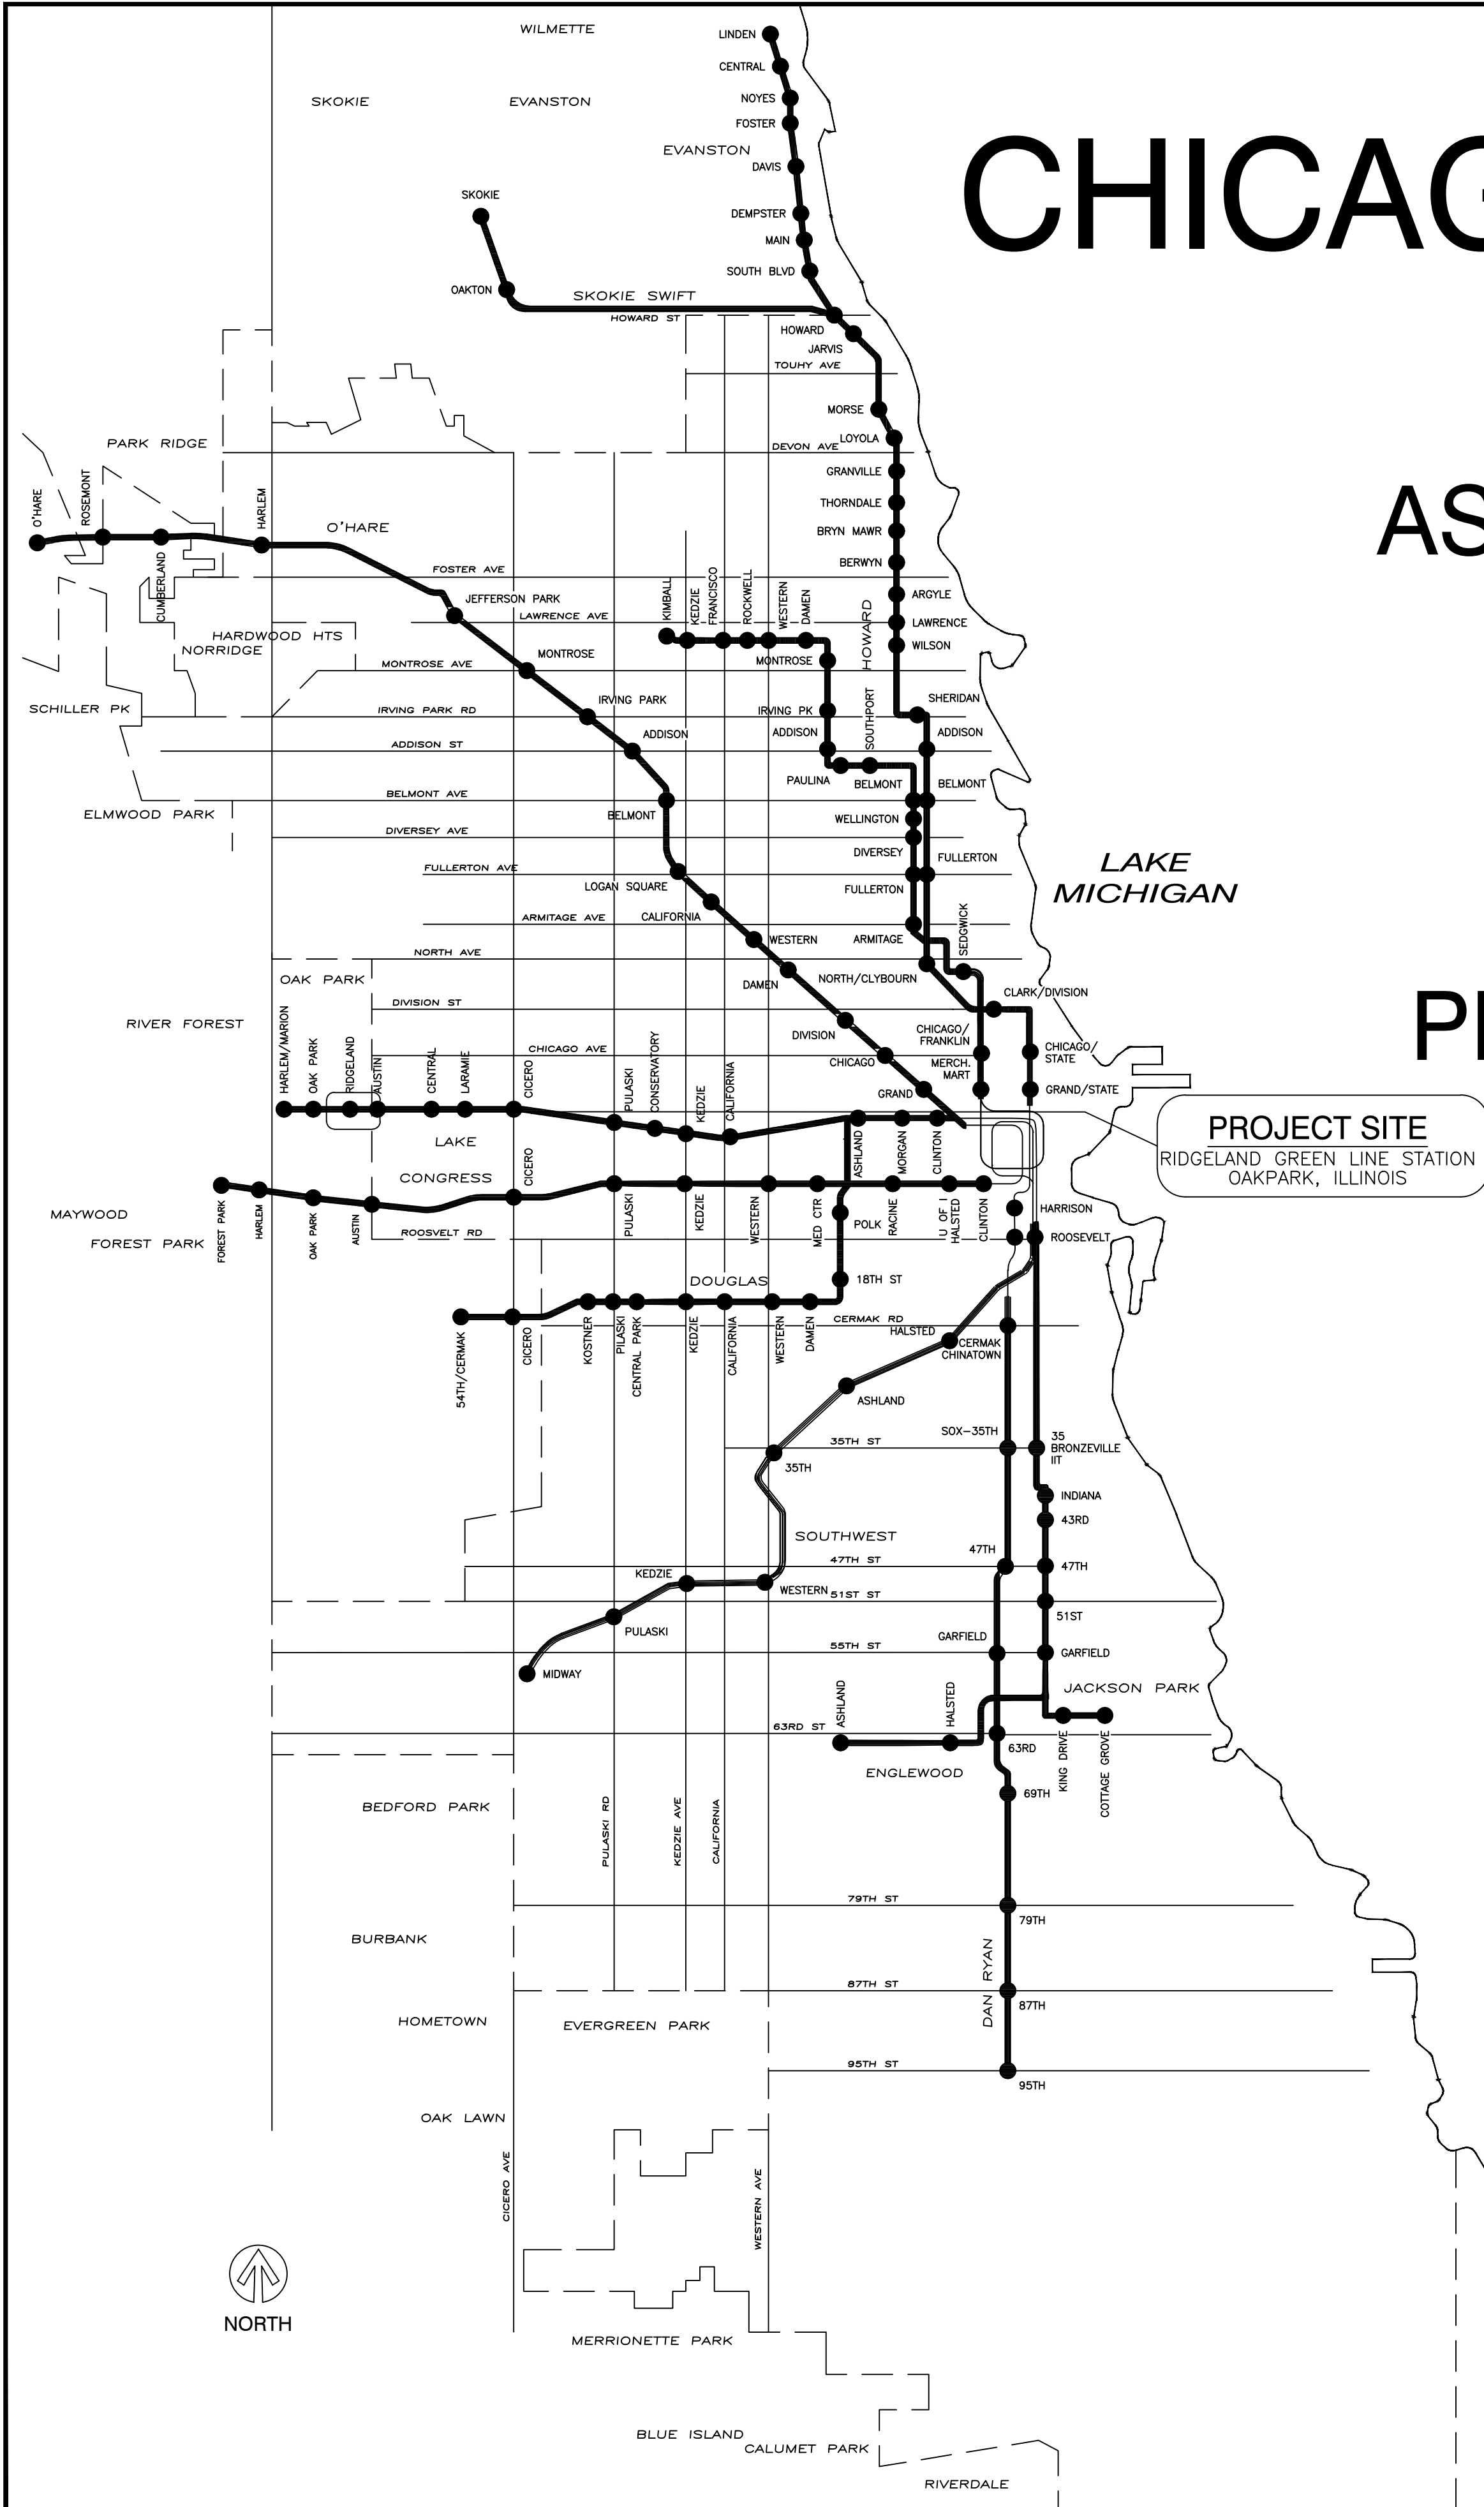 WILMETTE
LINDEN
CENTRAL
SKOKIE
EVANSTON
NOYES
FOSTER
EVANSTON
DAVIS
CHICAG
SKOKIE
DEMPSTER
MAIN
SOUTH BLVD
OAKTON
SKOKIE SWIFT
HOWARD ST
HOWARD
JARVIS
TOUHY AVE
MORSE
PARK RIDGE
LOYOLA
DEVON AVE
GRANVILLE
O'HARE
ROSEMONT
HARLEM
THORNDALE
AS
O'HARE
BRYN MAWR
BERWYN
CUMBERLAND
FOSTER AVE
KIMBALL
KEDZIE
FRANCISCO
ROCKWELL
WESTERN
DAMEN
JEFFERSON PARK
ARGYLE
LAWRENCE AVE
LAWRENCE
HARDWOOD HTS
NORRIDGE
HOWARD
WILSON
MONTROSE
MONTROSE
MONTROSE AVE
SCHILLER PK
IRVING PARK RD
IRVING PARK
IRVING PK
SHERIDAN
ADDISON ST
ADDISON
ADDISON
SOUTHPORT
ADDISON
PAULINA
BELMONT
BELMONT
BELMONT AVE
ELMWOOD PARK
BELMONT
WELLINGTON
DIVERSEY AVE
DIVERSEY
FULLERTON
FULLERTON AVE
LAKE
MICHIGAN
LOGAN SQUARE
FULLERTON
CALIFORNIA
ARMITAGE AVE
WESTERN
ARMITAGE
SEDGWICK
NORTH AVE
OAK PARK
DAMEN
NORTH/CLYBOURN
CLARK/DIVISION
DIVISION ST
RIVER FOREST
DIVISION
CHICAGO/
FRANKLIN
PR
CHICAGO AVE
CHICAGO
CHICAGO/
STATE
MERCH.
MART
HARLEM/MARION
OAK PARK
RIDGELAND
AUSTIN
CENTRAL
LARAMIE
CICERO
PULASKI
CONSERVATORY
KEDZIE
CALIFORNIA
GRAND
GRAND/STATE
PROJECT SITE
RIDGELAND GREEN LINE STATION
OAKPARK, ILLINOIS
LAKE
ASHLAND
MORGAN
CLINTON
CONGRESS
CICERO
MAYWOOD
FOREST PARK
FOREST PARK
HARLEM
OAK PARK
AUSTIN
PULASKI
KEDZIE
WESTERN
MED CTR
POLK
RACINE
U OF I
HALSTED
CLINTON
HARRISON
ROOSVELT RD
ROOSEVELT
DOUGLAS
18TH ST
54TH/CERMAK
CICERO
KOSTNER
PILASKI
CENTRAL PARK
KEDZIE
CALIFORNIA
WESTERN
DAMEN
CERMAK RD
HALSTED
CERMAK
CHINATOWN
ASHLAND
SOX-35TH
35TH ST
35
BRONZEVILLE
IIT
35TH
INDIANA
43RD
SOUTHWEST
47TH
47TH ST
47TH
KEDZIE
WESTERN
51ST ST
51ST
PULASKI
GARFIELD
55TH ST
GARFIELD
MIDWAY
JACKSON PARK
ASHLAND
HALSTED
63RD ST
63RD
KING DRIVE
COTTAGE GROVE
ENGLEWOOD
69TH
BEDFORD PARK
PULASKI RD
KEDZIE AVE
CALIFORNIA
79TH ST
79TH
BURBANK
DAN RYAN
87TH ST
87TH
HOMETOWN
EVERGREEN PARK
95TH ST
95TH
OAK LAWN
CICERO AVE
WESTERN AVE
NORTH
MERRIONETTE PARK
BLUE ISLAND
CALUMET PARK
RIVERDALE